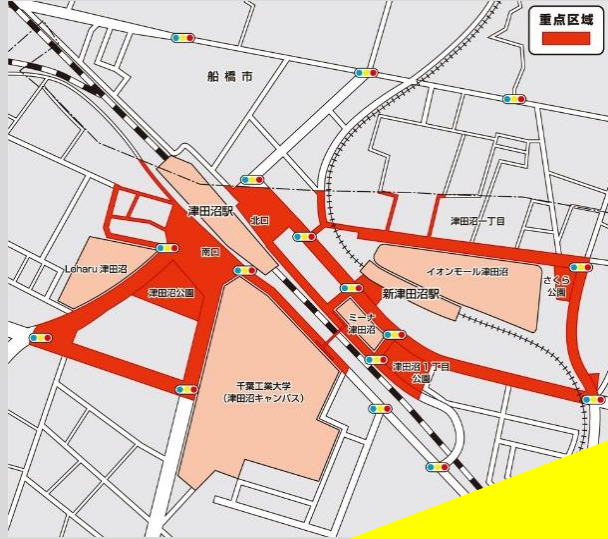 重点区域
船橋市
津田沼駅
北口
津田沼一丁目
南口
Loharu 津田沼
イオンモール津田沼
さくら
公園
津田沼公園
新津田沼駅
ミーナ
津田沼
津田沼1丁目
公園
千葉工業大学
(津田沼キャンパス)